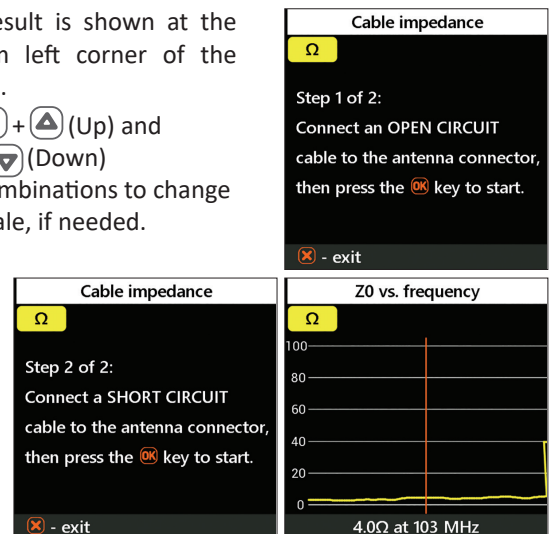 esult is shown at the
left corner of the
.
+ (Up) and
(Down)
mbinations to change
ale, if needed.
Cable impedance
Ω
Step 1 of 2:
Connect an OPEN CIRCUIT
cable to the antenna connector,
then press the OK key to start.
X - exit
Cable impedance
Ω
Step 2 of 2:
Connect a SHORT CIRCUIT
cable to the antenna connector,
then press the OK key to start.
X - exit
Z0 vs. frequency
Ω
100
80
60
40
20
0
4.0Ω at 103 MHz